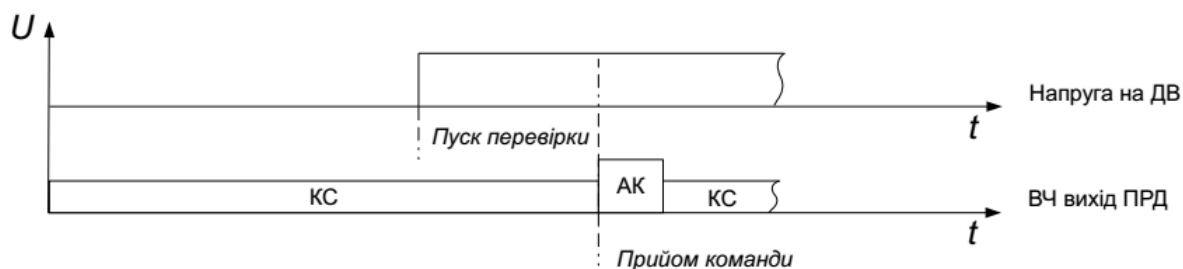 U
Напруга на ДВ
t
Пуск перевірки
АК
КС
КС
ВЧ вихід ПРД
t
Прийом команди